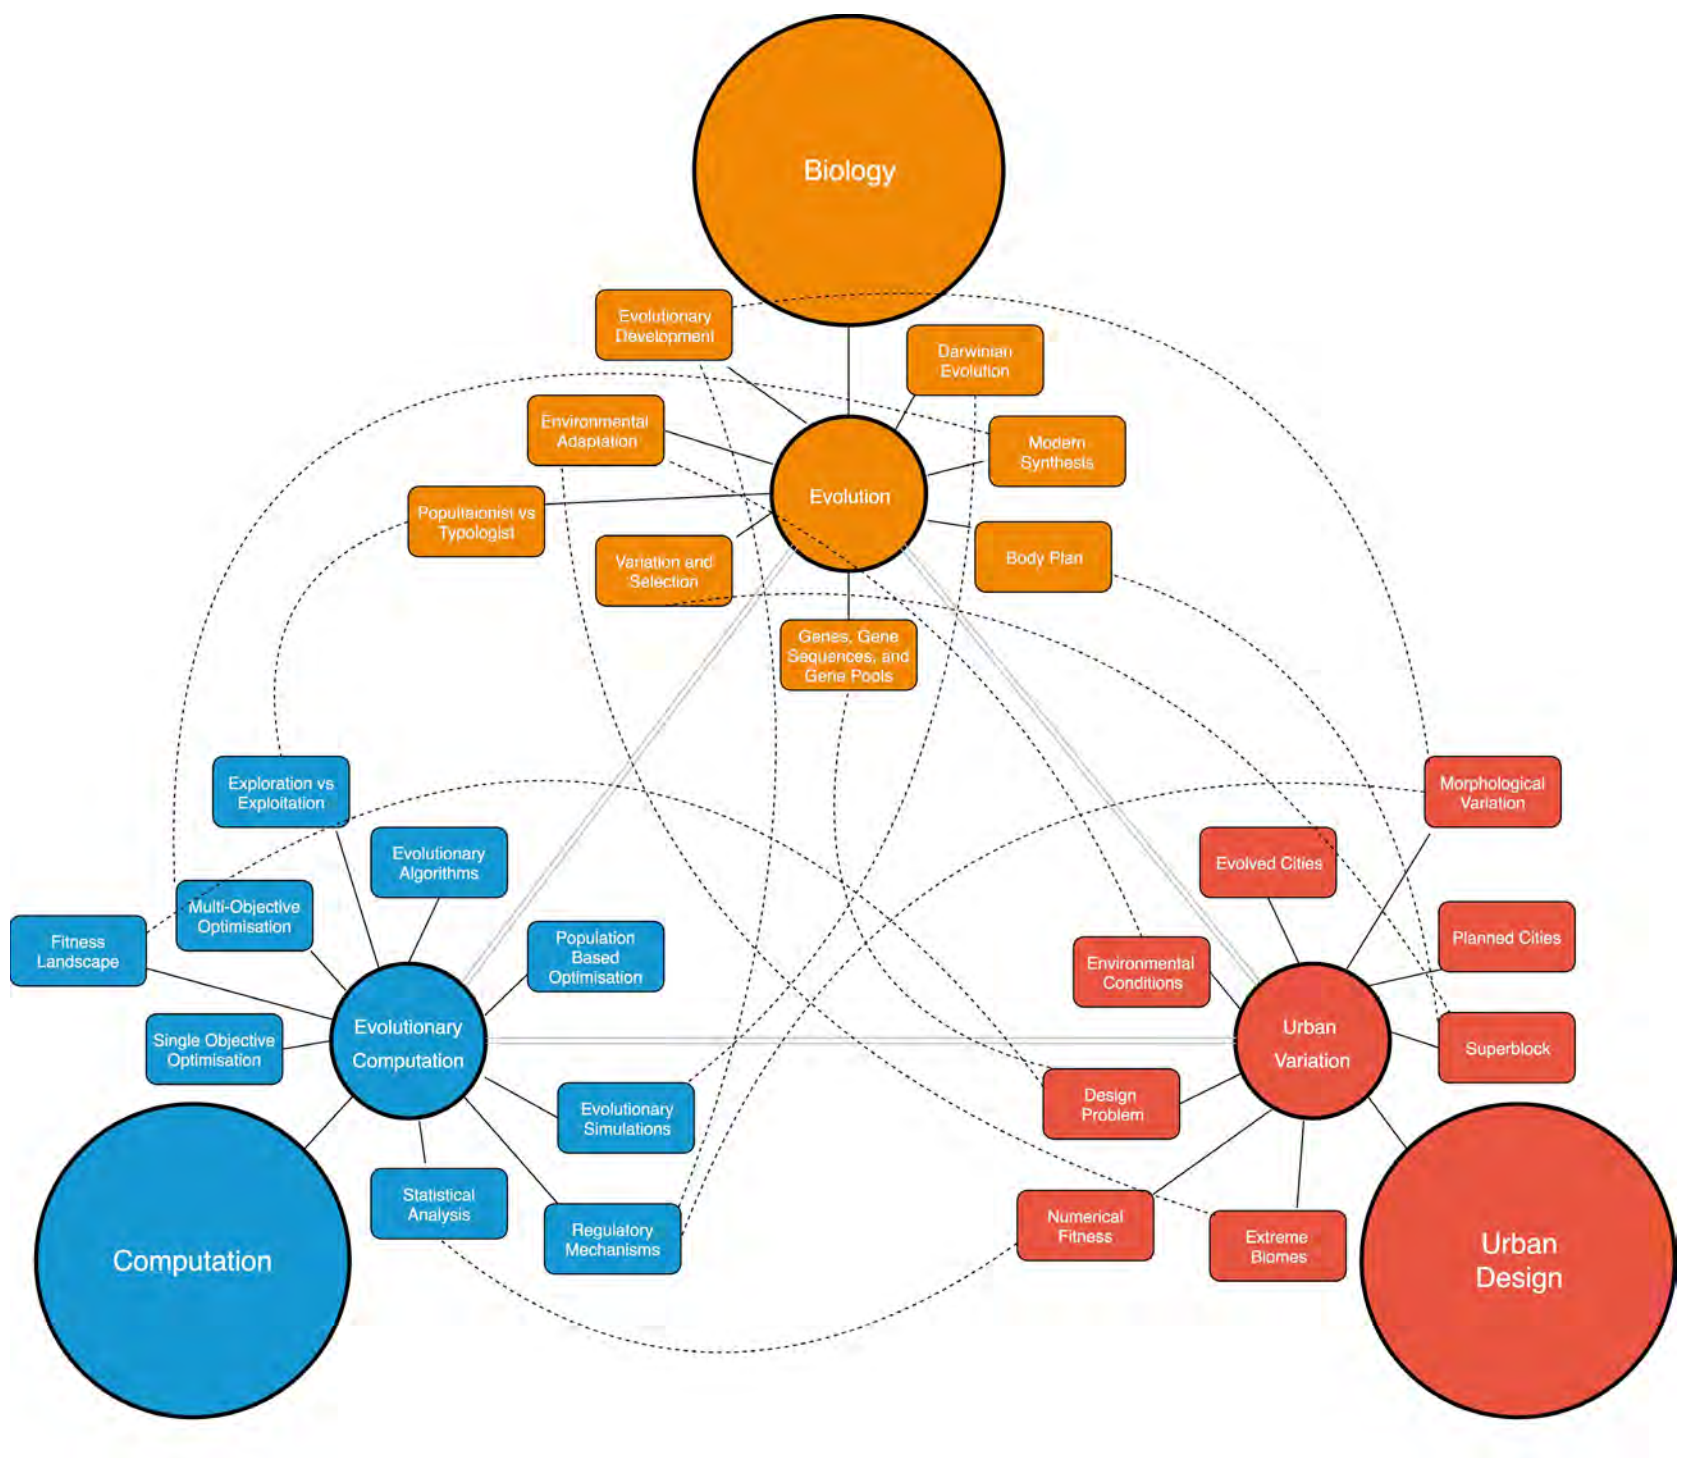 Biology
Evolutionary
Development
Darwinian
Evolution
Environmental
Adaptation
Modern
Synthesis
Evolution
Popultaionist vs
Typologist
Variation and
Selection
Body Plan
Genes, Gene
Sequences, and
Gene Pools
Exploration vs
Exploitation
Evolutionary
Algorithms
Multi-Objective
Optimisation
Fitness
Landscape
Population
Based
Optimisation
Single Objective
Optimisation
Evolutionary
Computation
Evolutionary
Simulations
Statistical
Analysis
Regulatory
Mechanisms
Computation
Morphological
Variation
Evolved Cities
Planned Cities
Environmental
Conditions
Urban
Variation
Superblock
Design
Problem
Numerical
Fitness
Extreme
Biomes
Urban
Design